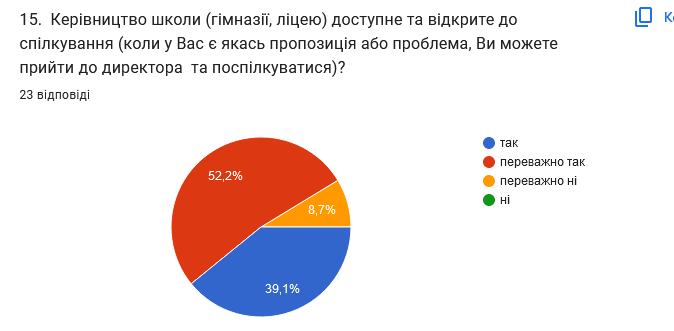 15. Керівництво школи (гімназії, ліцею) доступне та відкрите до
спілкування (коли у Вас є якась пропозиція або проблема, Ви можете
прийти до директора та поспілкуватися)?
23 відповіді
так
переважно так
переважно ні
ні
52,2%
8,7%
39,1%